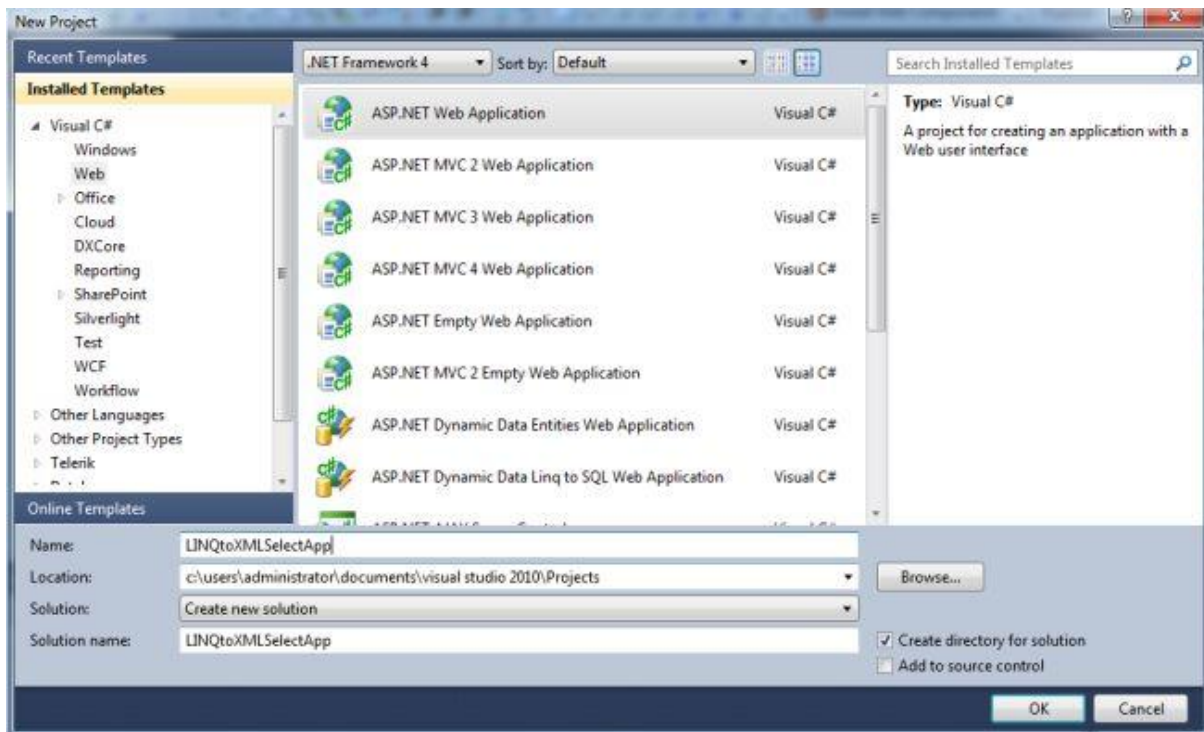 New Project
Recent Templates
Installed Templates
Visual C#
Windows
Web
Office
Cloud
DXCore
Reporting
SharePoint
Silverlight
Test
WCF
Workflow
Other Languages
Other Project Types
Telerik
Online Templates
.NET Framework 4
Sort by: Default
ASP.NET Web Application Visual C#
ASP.NET MVC 2 Web Application Visual C#
ASP.NET MVC 3 Web Application Visual C#
ASP.NET MVC 4 Web Application Visual C#
ASP.NET Empty Web Application Visual C#
ASP.NET MVC 2 Empty Web Application Visual C#
ASP.NET Dynamic Data Entities Web Application Visual C#
ASP.NET Dynamic Data Linq to SQL Web Application Visual C#
Search Installed Templates
Type: Visual C#
A project for creating an application with a
Web user interface
Name: LINQtoXMLSelectApp
Location: c:\users\administrator\documents\visual studio 2010\Projects
Browse...
Solution: Create new solution
Solution name: LINQtoXMLSelectApp
Create directory for solution
Add to source control
OK Cancel